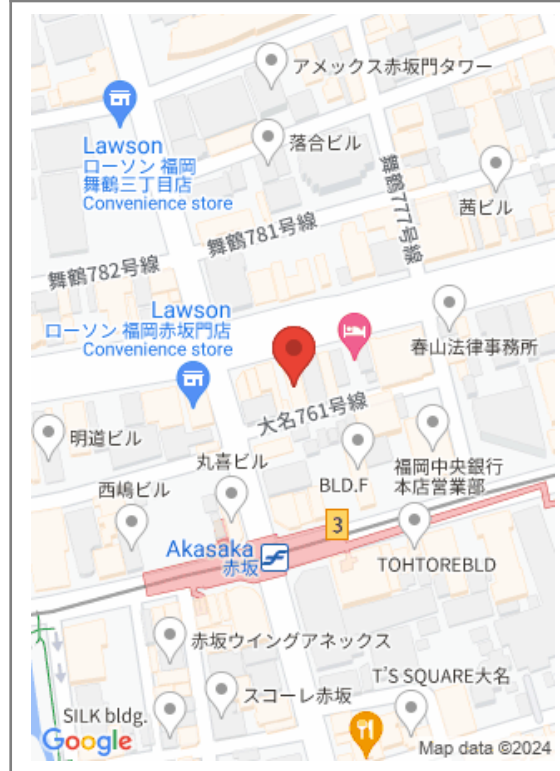 アメックス赤坂門タワー
Lawson
ローソン 福岡
舞鶴三丁目店
Convenience store
落合ビル
舞鶴777号線
茜ビル
舞鶴781号線
舞鶴782号線
Lawson
ローソン 福岡赤坂門店
Convenience store
春山法律事務所
大名761号線
明道ビル
丸喜ビル
福岡中央銀行
本店営業部
西嶋ビル
BLD.F
3
Akasaka
赤坂
TOHTOREBLD
赤坂ウイングアネックス
T'S SQUARE大名
スコーレ赤坂
SILK bldg.
Google
Map data ©2024